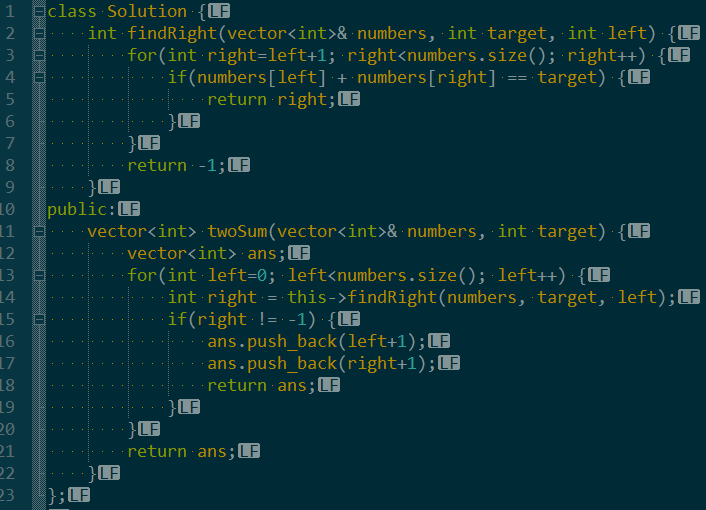 1 class Solution {LF
2     int findRight(vector<int>& numbers, int target, int left) {LF
3         for(int right=left+1; right<numbers.size(); right++) {LF
4             if(numbers[left] + numbers[right] == target) {LF
5                 return right;LF
6             }LF
7         }LF
8         return -1;LF
9     }LF
10 public:LF
11     vector<int> twoSum(vector<int>& numbers, int target) {LF
12         vector<int> ans;LF
13         for(int left=0; left<numbers.size(); left++) {LF
14             int right = this->findRight(numbers, target, left);LF
15             if(right != -1) {LF
16                 ans.push_back(left+1);LF
17                 ans.push_back(right+1);LF
18                 return ans;LF
19             }LF
20         }LF
21         return ans;LF
22     }LF
23 };LF